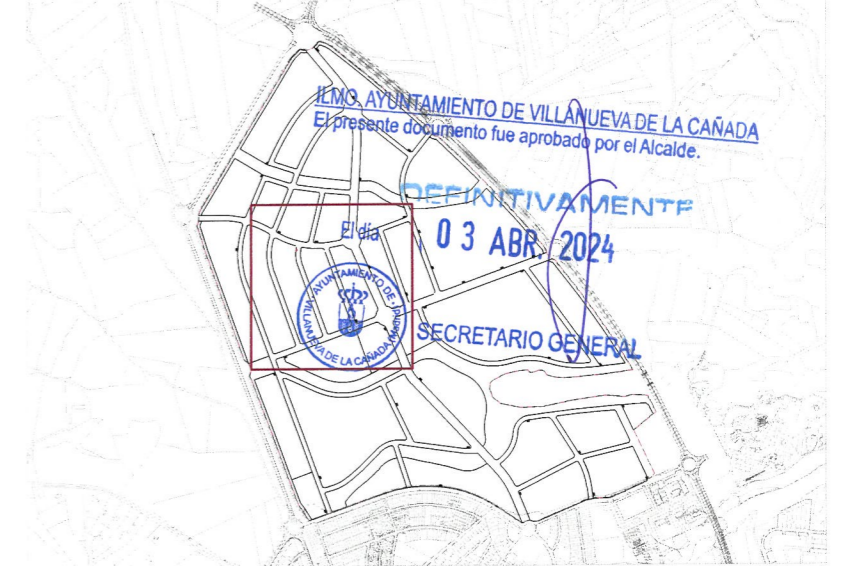 ILMO. AYUNTAMIENTO DE VILLANUEVA DE LA CAÑADA
El presente documento fue aprobado por el Alcalde.
DEFINITIVAMENTE
El día 03 ABR. 2024
AYUNTAMIENTO DE
VILLANUEVA DE LA CAÑADA (Madrid)
SECRETARIO GENERAL